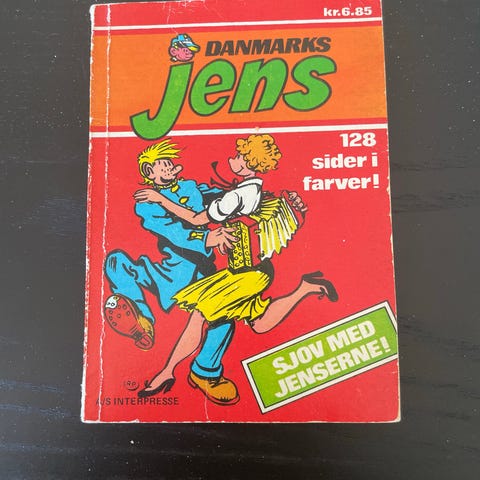 kr.6.85
DANMARKS
jens
128
sider i
farver!
SJOV MED
JENSERNE!
A/S INTERPRESSE